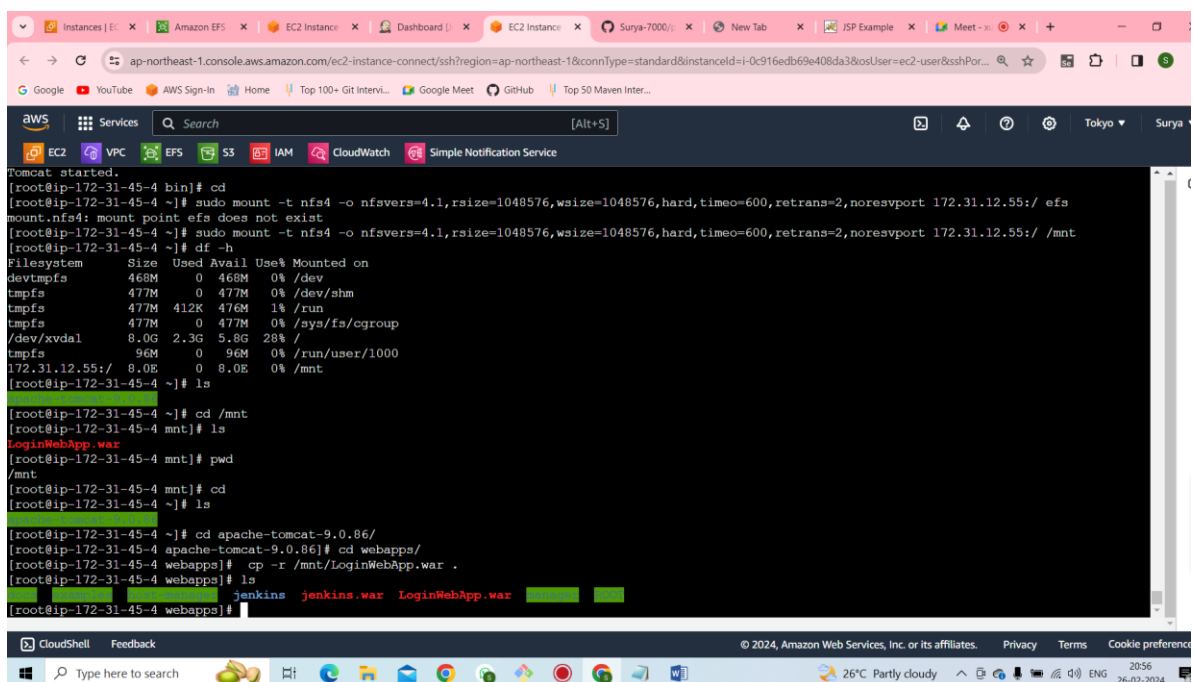 Instances | EC
Amazon EFS
EC2 Instance
Dashboard [
EC2 Instance
Surya-7000/
New Tab
JSP Example
Meet - x
ap-northeast-1.console.aws.amazon.com/ec2-instance-connect/ssh?region=ap-northeast-1&connType=standard&instanceId=i-0c916edb69e408da3&osUser=ec2-user&sshPor...
Google YouTube AWS Sign-In Home Top 100+ Git Intervi... Google Meet GitHub Top 50 Maven Inter...
aws Services Search [Alt+S] Tokyo Surya
EC2 VPC EFS S3 IAM CloudWatch Simple Notification Service
Tomcat started.
[root@ip-172-31-45-4 bin]# cd
[root@ip-172-31-45-4 ~]# sudo mount -t nfs4 -o nfsvers=4.1,rsize=1048576,wsize=1048576,hard,timeo=600,retrans=2,noresvport 172.31.12.55:/ efs
mount.nfs4: mount point efs does not exist
[root@ip-172-31-45-4 ~]# sudo mount -t nfs4 -o nfsvers=4.1,rsize=1048576,wsize=1048576,hard,timeo=600,retrans=2,noresvport 172.31.12.55:/ /mnt
[root@ip-172-31-45-4 ~]# df -h
Filesystem Size Used Avail Use% Mounted on
devtmpfs 468M 0 468M 0% /dev
tmpfs 477M 0 477M 0% /dev/shm
tmpfs 477M 412K 476M 1% /run
tmpfs 477M 0 477M 0% /sys/fs/cgroup
/dev/xvda1 8.0G 2.3G 5.8G 28% /
tmpfs 96M 0 96M 0% /run/user/1000
172.31.12.55:/ 8.0E 0 8.0E 0% /mnt
[root@ip-172-31-45-4 ~]# ls
apache-tomcat-9.0.86
[root@ip-172-31-45-4 ~]# cd /mnt
[root@ip-172-31-45-4 mnt]# ls
LoginWebApp.war
[root@ip-172-31-45-4 mnt]# pwd
/mnt
[root@ip-172-31-45-4 mnt]# cd
[root@ip-172-31-45-4 ~]# ls
apache-tomcat-9.0.86
[root@ip-172-31-45-4 ~]# cd apache-tomcat-9.0.86/
[root@ip-172-31-45-4 apache-tomcat-9.0.86]# cd webapps/
[root@ip-172-31-45-4 webapps]# cp -r /mnt/LoginWebApp.war .
[root@ip-172-31-45-4 webapps]# ls
docs examples host-manager jenkins jenkins.war LoginWebApp.war manager ROOT
[root@ip-172-31-45-4 webapps]#
CloudShell Feedback © 2024, Amazon Web Services, Inc. or its affiliates. Privacy Terms Cookie preference
Type here to search 26°C Partly cloudy ENG 20:56
26-02-2024